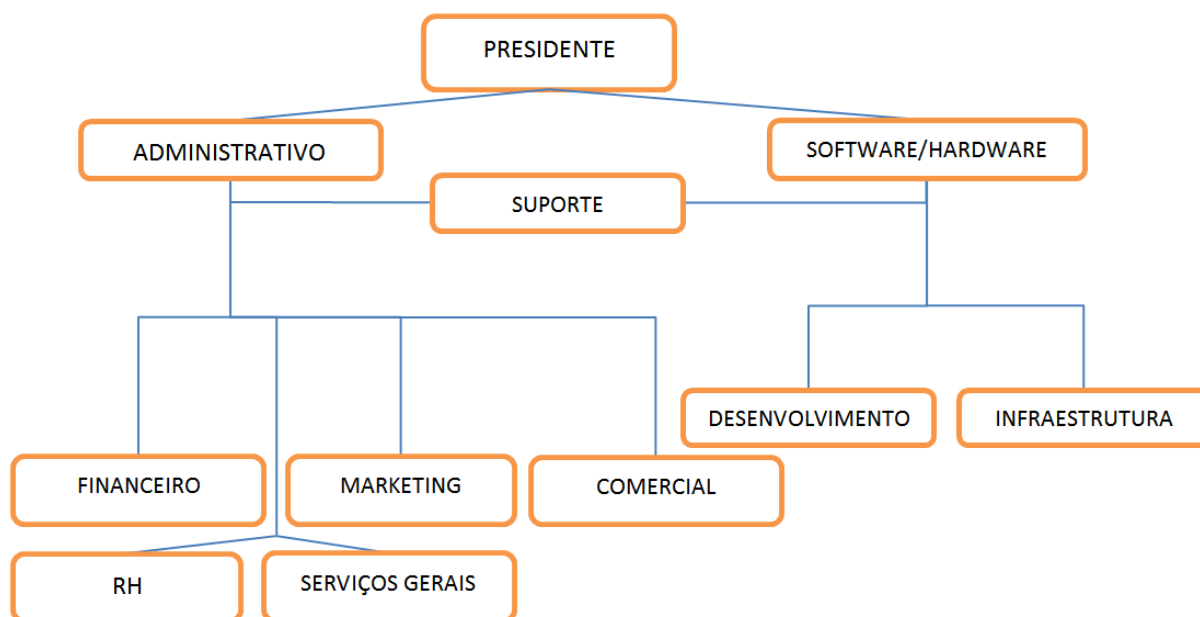 PRESIDENTE
ADMINISTRATIVO
SOFTWARE/HARDWARE
SUPORTE
DESENVOLVIMENTO
INFRAESTRUTURA
FINANCEIRO
MARKETING
COMERCIAL
RH
SERVIÇOS GERAIS